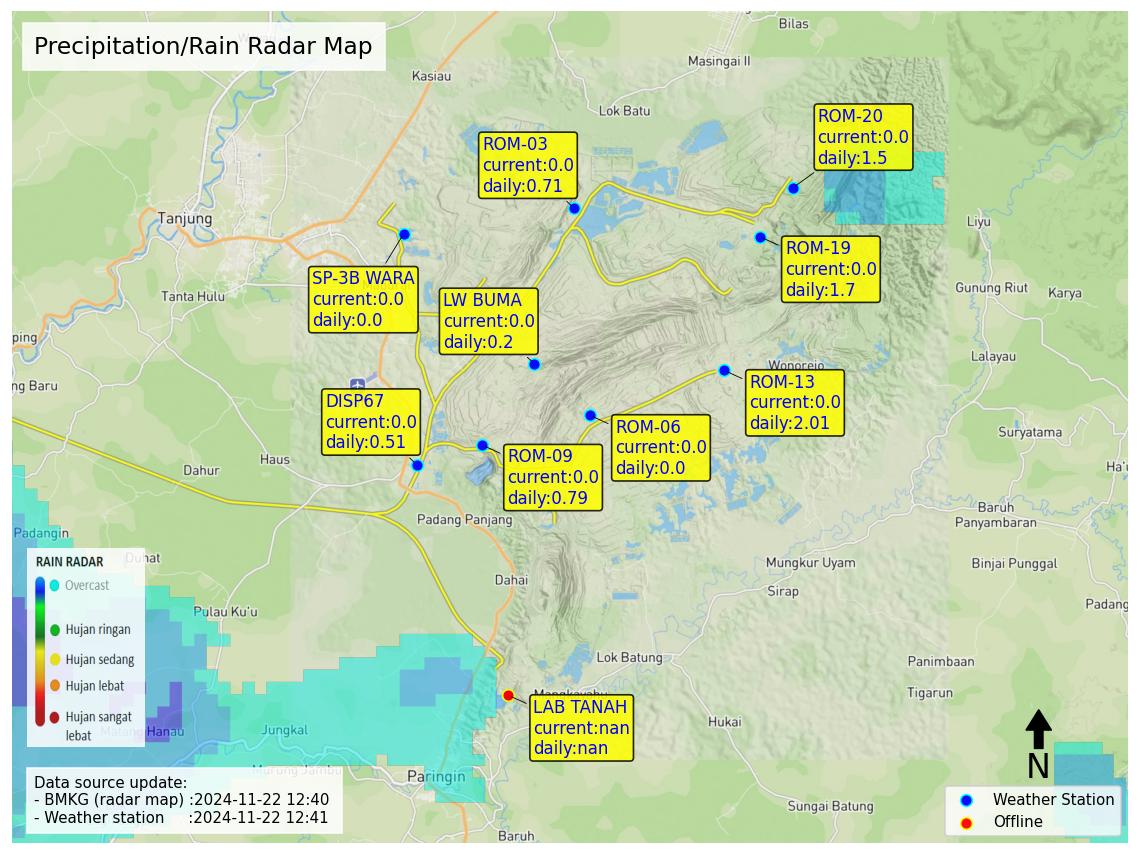 Precipitation/Rain Radar Map
Bilas
Masingai II
Kasiau
Lok Batu
ROM-20
current:0.0
daily:1.5
ROM-03
current:0.0
daily:0.71
Tanjung
Liyu
SP-3B WARA
current:0.0
daily:0.0
ROM-19
current:0.0
daily:1.7
Tanta Hulu
LW BUMA
current:0.0
daily:0.2
Gunung Riut
Karya
ping
Lalayau
ng Baru
Wonorejo
ROM-13
current:0.0
daily:2.01
DISP67
current:0.0
daily:0.51
ROM-06
current:0.0
daily:0.0
Suryatama
ROM-09
current:0.0
daily:0.79
Haus
Dahur
Ha'u
Padang Panjang
Baruh
Panyambaran
Padangin
Duhat
Mungkur Uyam
Binjai Punggal
Dahai
Sirap
Padang
Pulau Ku'u
RAIN RADAR
Overcast
Hujan ringan
Hujan sedang
Hujan lebat
Hujan sangat
lebat
Lok Batung
Panimbaan
Tigarun
Mangkayahu
LAB TANAH
current:nan
daily:nan
Hukai
Matang Hanau
Jungkal
Murung Jambu
Paringin
N
Sungai Batung
Baruh
Data source update:
- BMKG (radar map) :2024-11-22 12:40
- Weather station :2024-11-22 12:41
Weather Station
Offline